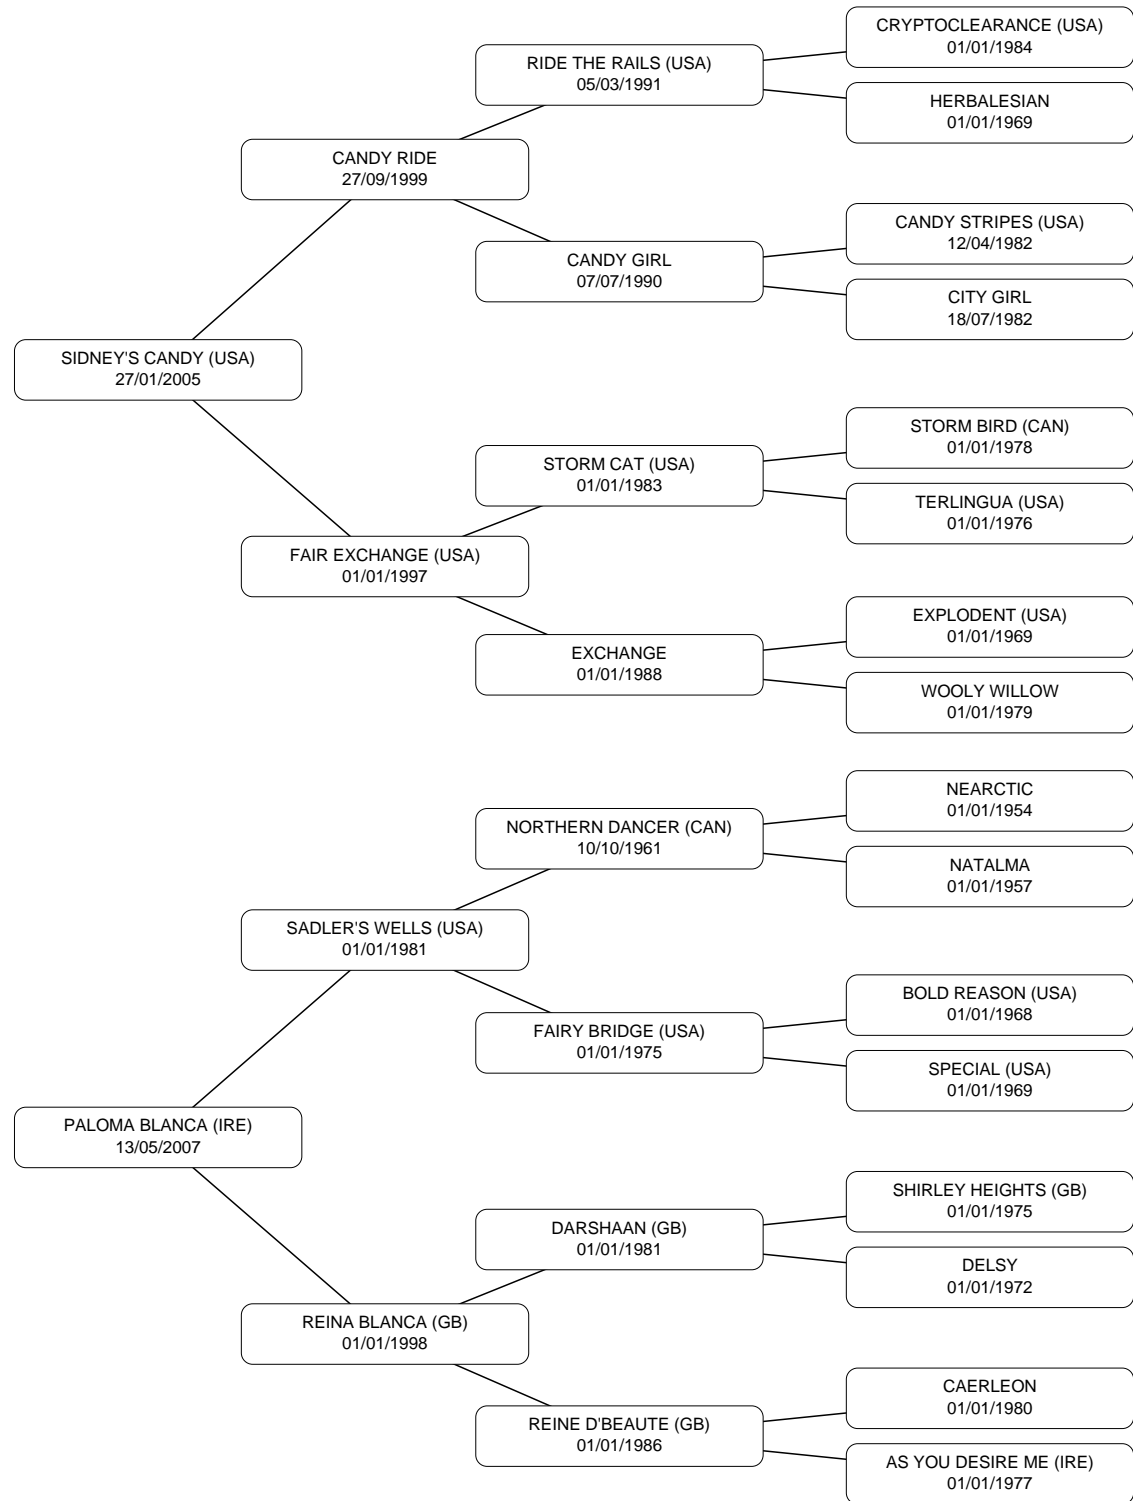 CRYPTOCLEARANCE (USA)
01/01/1984
RIDE THE RAILS (USA)
05/03/1991
HERBALESIAN
01/01/1969
CANDY RIDE
27/09/1999
CANDY STRIPES (USA)
12/04/1982
CANDY GIRL
07/07/1990
CITY GIRL
18/07/1982
SIDNEY'S CANDY (USA)
27/01/2005
STORM BIRD (CAN)
01/01/1978
STORM CAT (USA)
01/01/1983
TERLINGUA (USA)
01/01/1976
FAIR EXCHANGE (USA)
01/01/1997
EXPLODENT (USA)
01/01/1969
EXCHANGE
01/01/1988
WOOLY WILLOW
01/01/1979
NEARCTIC
01/01/1954
NORTHERN DANCER (CAN)
10/10/1961
NATALMA
01/01/1957
SADLER'S WELLS (USA)
01/01/1981
BOLD REASON (USA)
01/01/1968
FAIRY BRIDGE (USA)
01/01/1975
SPECIAL (USA)
01/01/1969
PALOMA BLANCA (IRE)
13/05/2007
SHIRLEY HEIGHTS (GB)
01/01/1975
DARSHAAN (GB)
01/01/1981
DELSY
01/01/1972
REINA BLANCA (GB)
01/01/1998
CAERLEON
01/01/1980
REINE D'BEAUTE (GB)
01/01/1986
AS YOU DESIRE ME (IRE)
01/01/1977